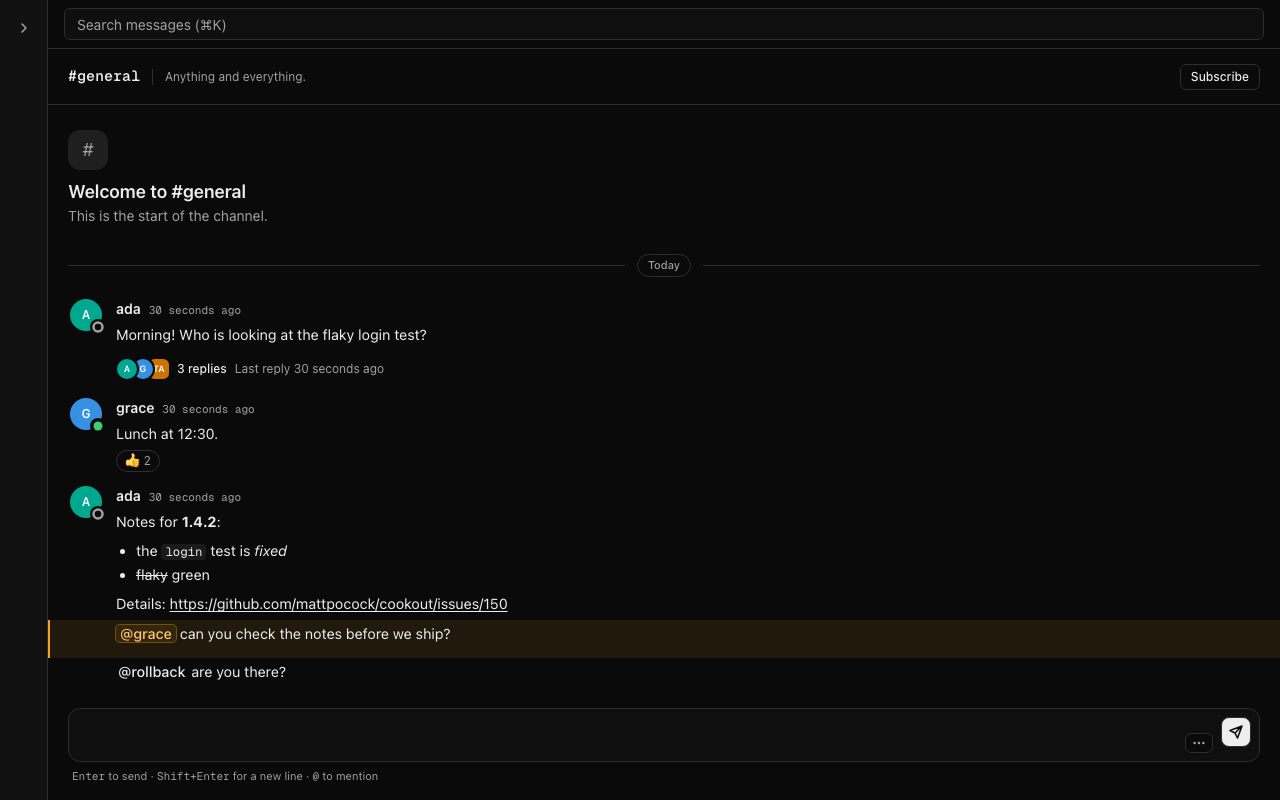 Search messages (⌘K)
#general
Anything and everything.
Subscribe
#
Welcome to #general
This is the start of the channel.
Today
A
ada 30 seconds ago
Morning! Who is looking at the flaky login test?
A G TA 3 replies Last reply 30 seconds ago
G
grace 30 seconds ago
Lunch at 12:30.
👍 2
A
ada 30 seconds ago
Notes for 1.4.2:
• the login test is fixed
• flaky green
Details: https://github.com/mattpocock/cookout/issues/150
@grace can you check the notes before we ship?
@rollback are you there?
Enter to send · Shift+Enter for a new line · @ to mention